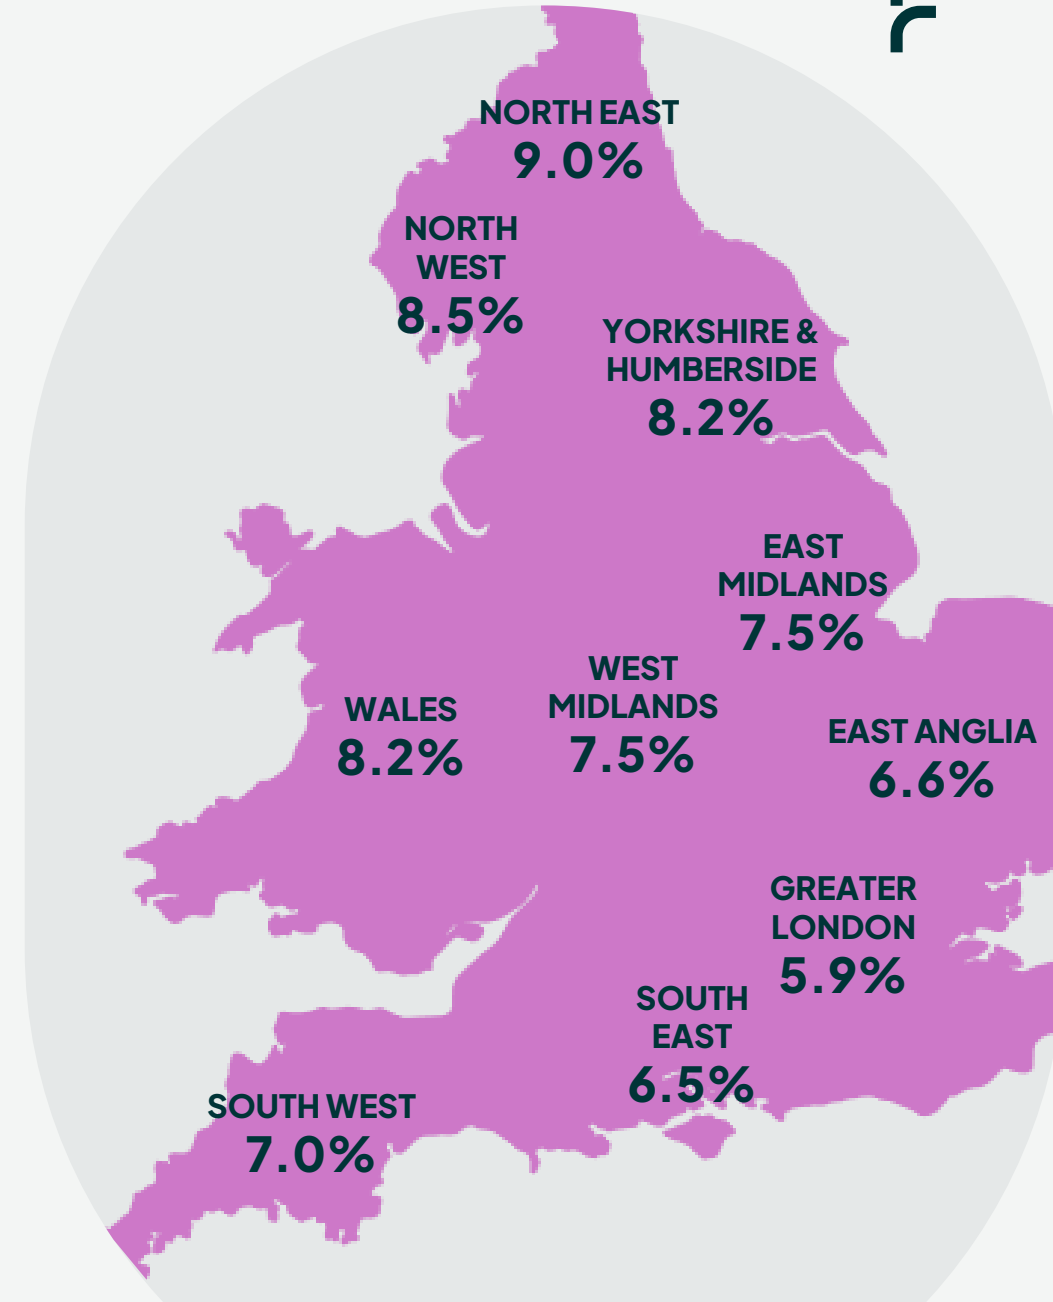 NORTH EAST
9.0%
NORTH
WEST
8.5%
YORKSHIRE &
HUMBERSIDE
8.2%
EAST
MIDLANDS
7.5%
WEST
MIDLANDS
7.5%
WALES
8.2%
EAST ANGLIA
6.6%
GREATER
LONDON
5.9%
SOUTH
EAST
6.5%
SOUTH WEST
7.0%